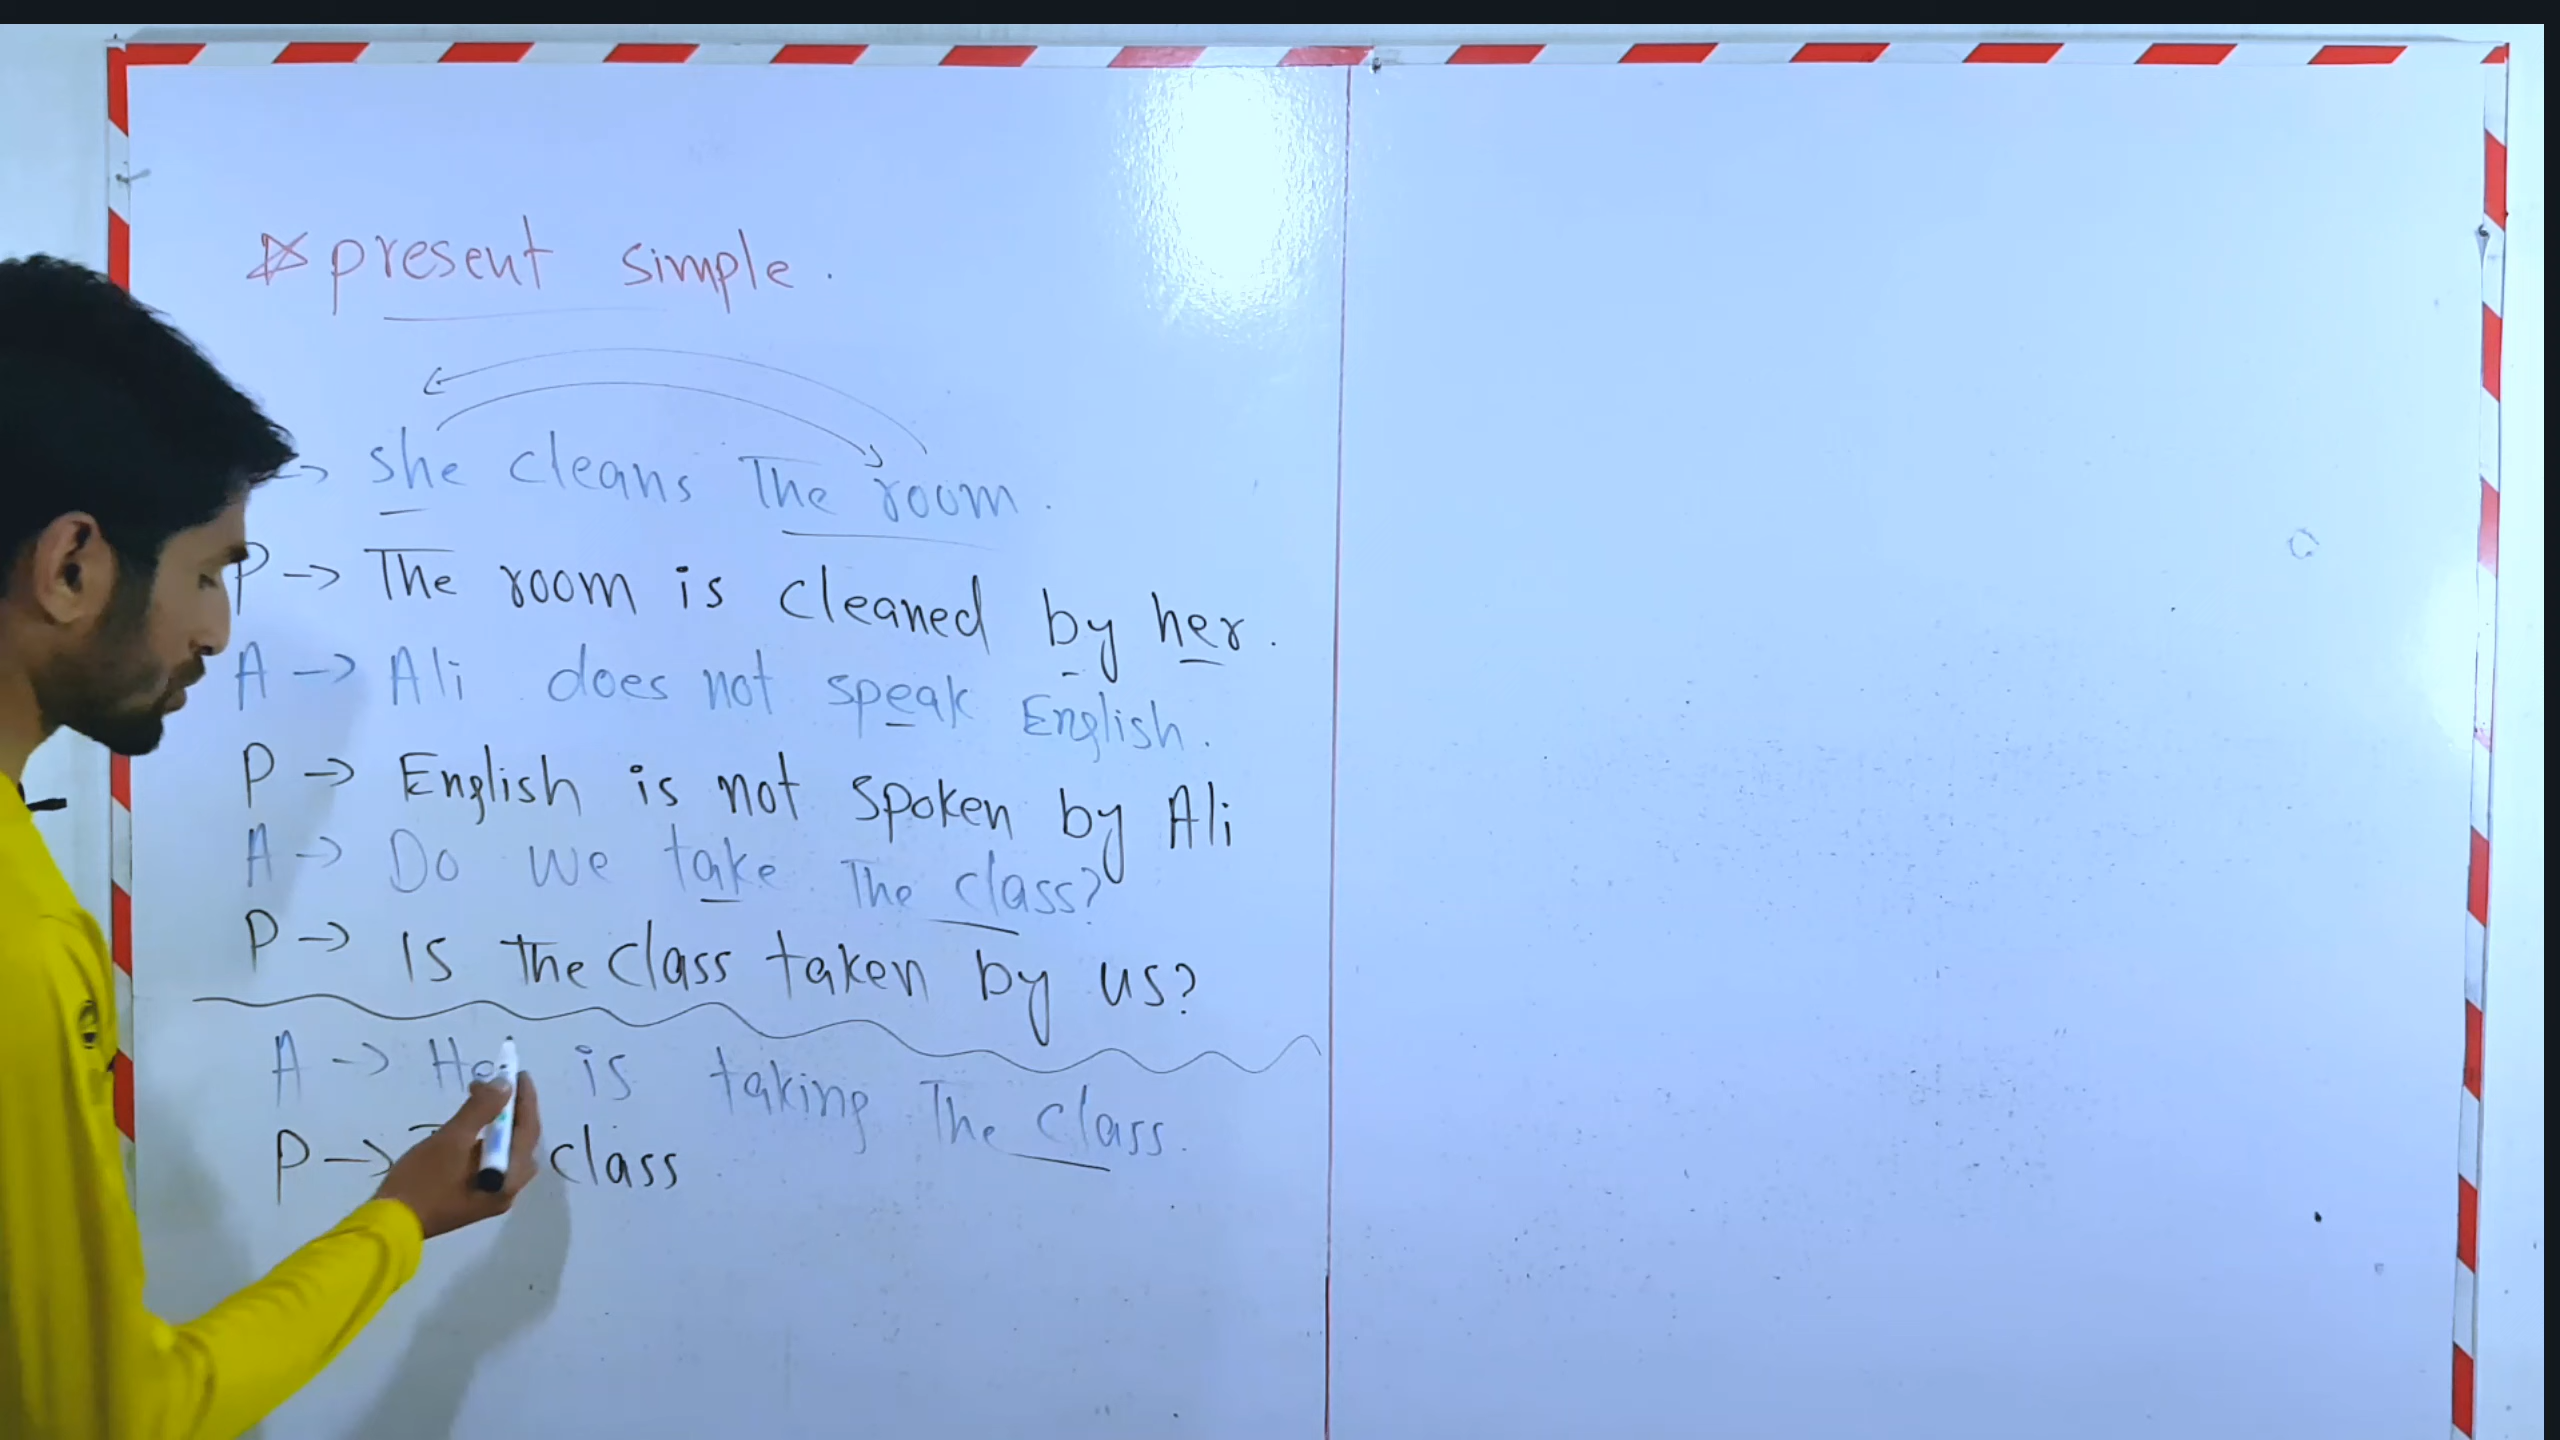 present simple.
→ she cleans The room.
P → The room is cleaned by her.
A → Ali does not speak English.
P → English is not spoken by Ali
A → Do we take The class?
P → Is The class taken by us?
A → He is taking The class.
P → class